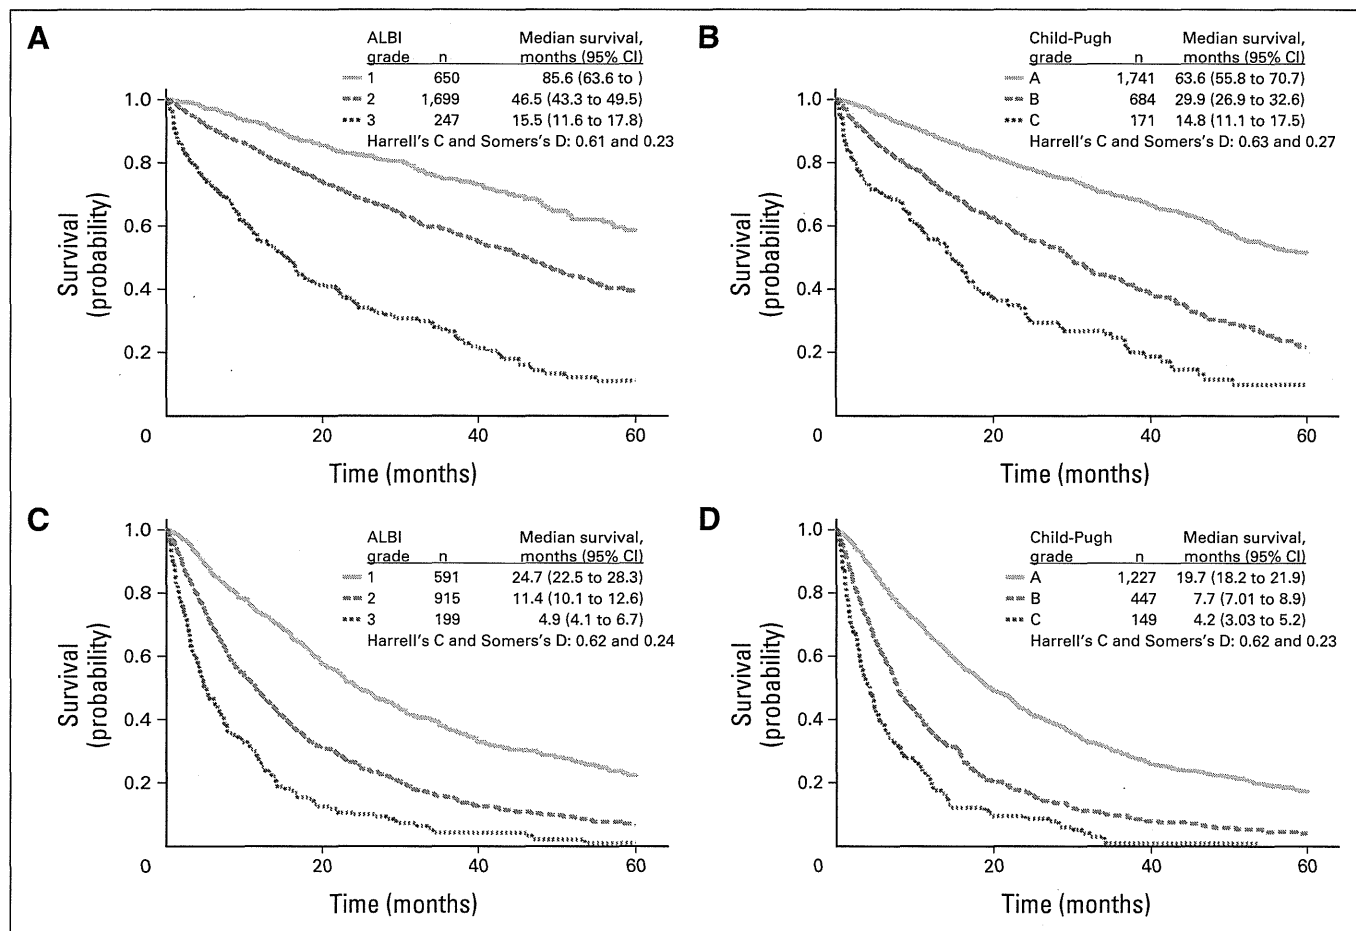 A
ALBI Median survival,
grade n months (95% CI)
1 650 85.6 (63.6 to )
2 1,699 46.5 (43.3 to 49.5)
3 247 15.5 (11.6 to 17.8)
Harrell's C and Somers's D: 0.61 and 0.23
1.0
0.8
0.6
0.4
0.2
0
20
40
60
Survival
(probability)
Time (months)
B
Child-Pugh Median survival,
grade n months (95% CI)
A 1,741 63.6 (55.8 to 70.7)
B 684 29.9 (26.9 to 32.6)
C 171 14.8 (11.1 to 17.5)
Harrell's C and Somers's D: 0.63 and 0.27
1.0
0.8
0.6
0.4
0.2
0
20
40
60
Survival
(probability)
Time (months)
C
ALBI Median survival,
grade n months (95% CI)
1 591 24.7 (22.5 to 28.3)
2 915 11.4 (10.1 to 12.6)
3 199 4.9 (4.1 to 6.7)
Harrell's C and Somers's D: 0.62 and 0.24
1.0
0.8
0.6
0.4
0.2
0
20
40
60
Survival
(probability)
Time (months)
D
Child-Pugh Median survival,
grade n months (95% CI)
A 1,227 19.7 (18.2 to 21.9)
B 447 7.7 (7.01 to 8.9)
C 149 4.2 (3.03 to 5.2)
Harrell's C and Somers's D: 0.62 and 0.23
1.0
0.8
0.6
0.4
0.2
0
20
40
60
Survival
(probability)
Time (months)